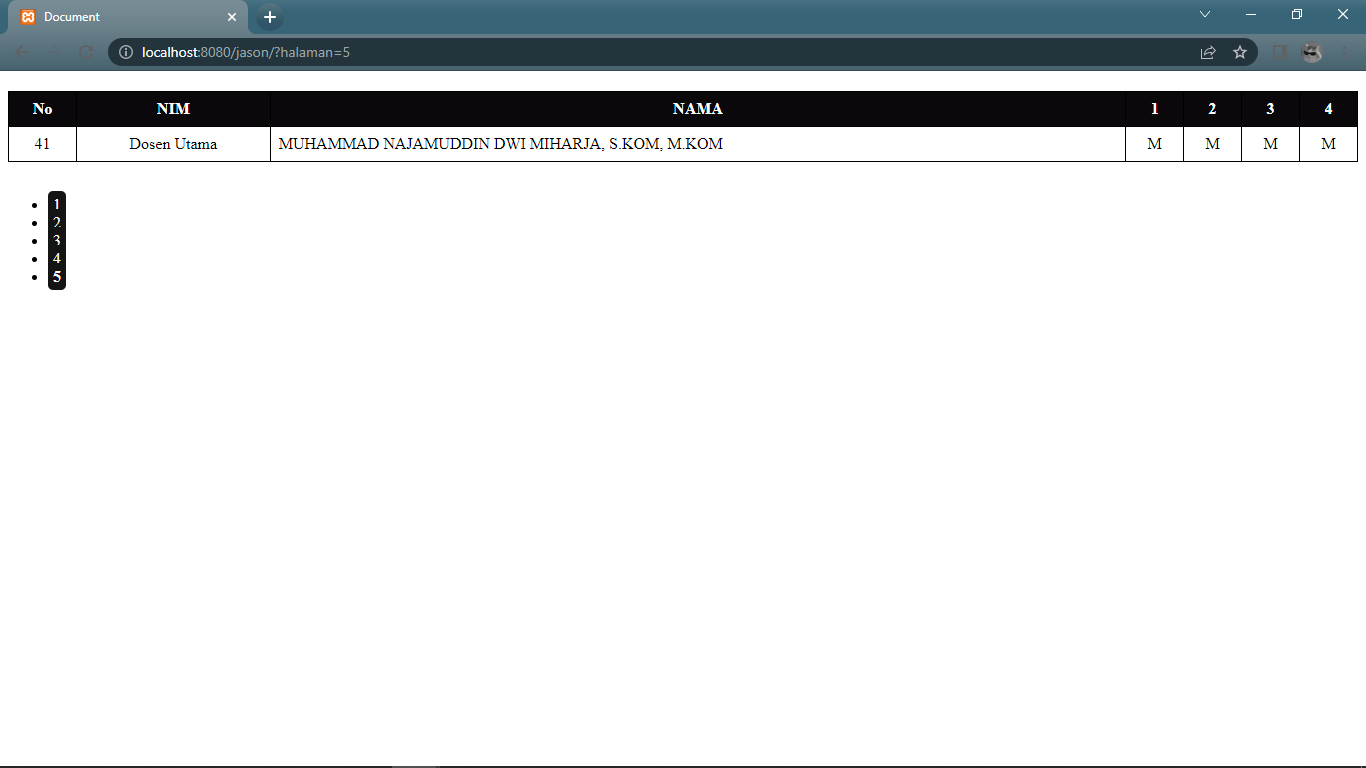 Document
localhost:8080/jason/?halaman=5
No NIM NAMA 1 2 3 4
41 Dosen Utama MUHAMMAD NAJAMUDDIN DWI MIHARJA, S.KOM, M.KOM M M M M
1
2
3
4
5